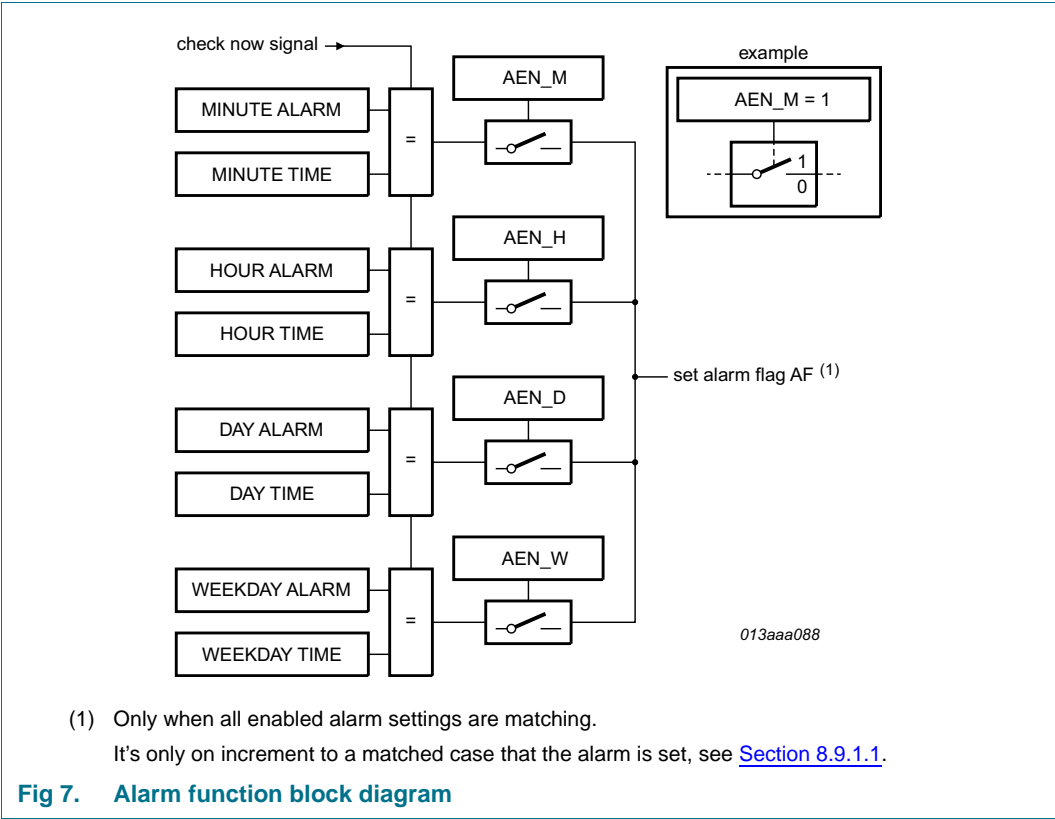 check now signal
example
AEN_M
AEN_M = 1
MINUTE ALARM
=
MINUTE TIME
1
0
AEN_H
HOUR ALARM
=
HOUR TIME
set alarm flag AF (1)
AEN_D
DAY ALARM
=
DAY TIME
AEN_W
WEEKDAY ALARM
=
WEEKDAY TIME
013aaa088
(1) Only when all enabled alarm settings are matching.
It's only on increment to a matched case that the alarm is set, see Section 8.9.1.1.
Fig 7. Alarm function block diagram